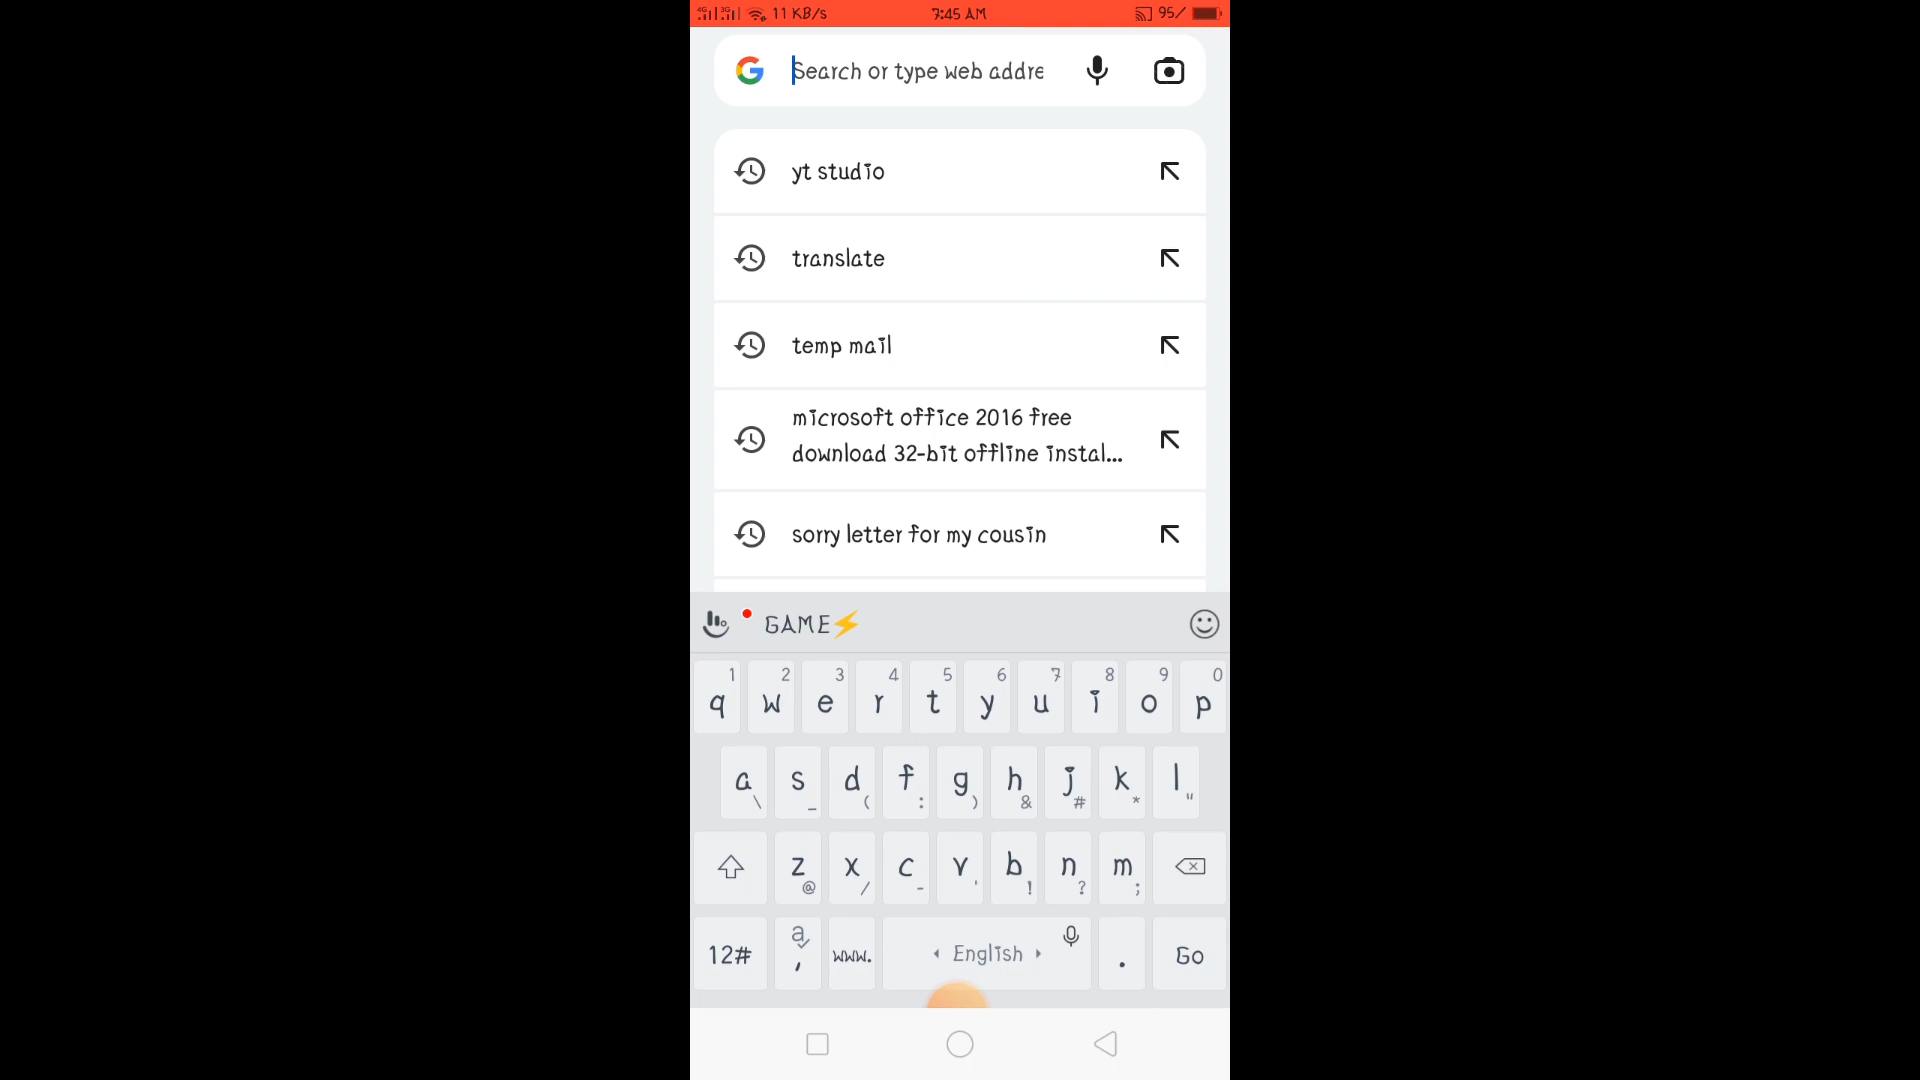 4G 3G 11 KB/s 7:45 AM 95%
Search or type web addre
yt studio
translate
temp mail
microsoft office 2016 free
download 32-bit offline instal...
sorry letter for my cousin
GAME⚡
1 2 3 4 5 6 7 8 9 0
q w e r t y u i o p
a s d f g h j k l
\ _ ( : ) & # * "
z x c v b n m
@ / - ' ! ? ;
12# a , www. English . Go